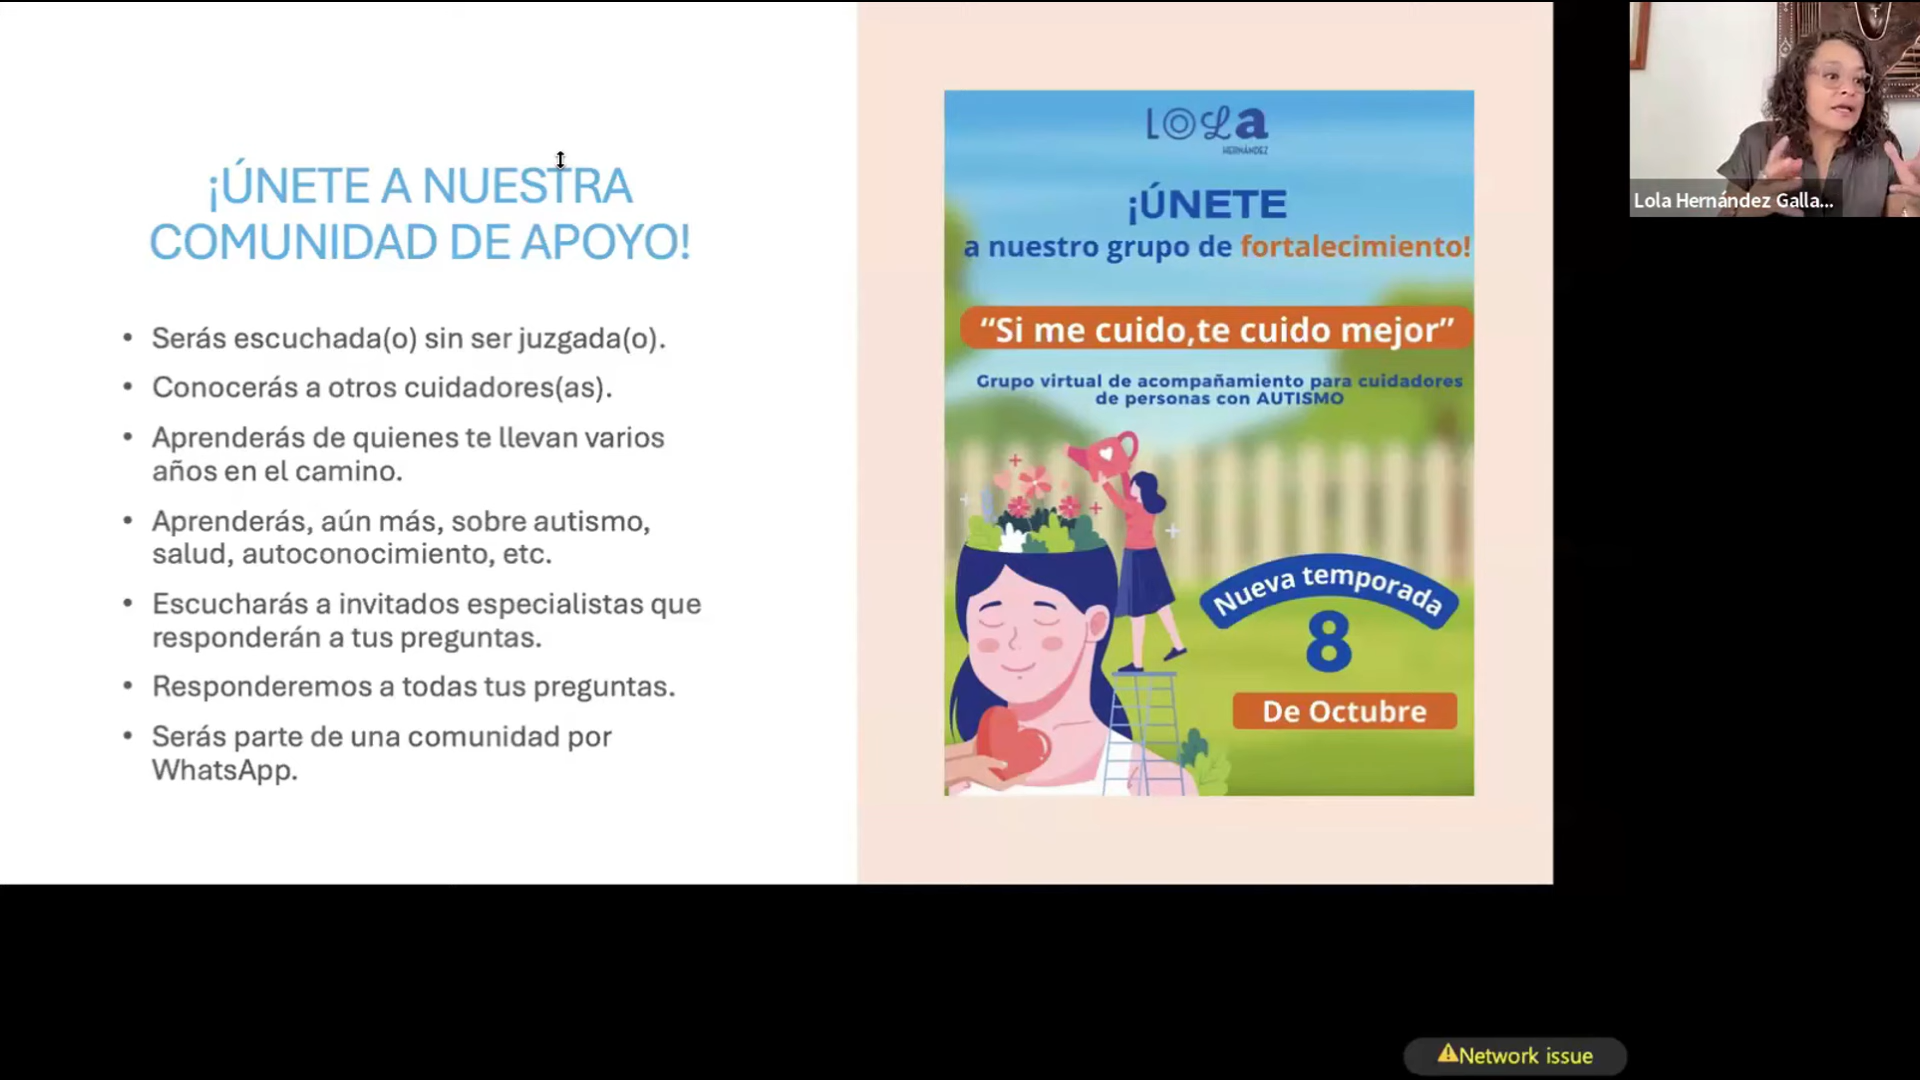 ¡ÚNETE A NUESTRA
COMUNIDAD DE APOYO!
• Serás escuchada(o) sin ser juzgada(o).
• Conocerás a otros cuidadores(as).
• Aprenderás de quienes te llevan varios
años en el camino.
• Aprenderás, aún más, sobre autismo,
salud, autoconocimiento, etc.
• Escucharás a invitados especialistas que
responderán a tus preguntas.
• Responderemos a todas tus preguntas.
• Serás parte de una comunidad por
WhatsApp.
LOLa
HERNÁNDEZ
¡ÚNETE
a nuestro grupo de fortalecimiento!
“Si me cuido,te cuido mejor”
Grupo virtual de acompañamiento para cuidadores
de personas con AUTISMO
Nueva temporada
8
De Octubre
Lola Hernández Galla...
Network issue